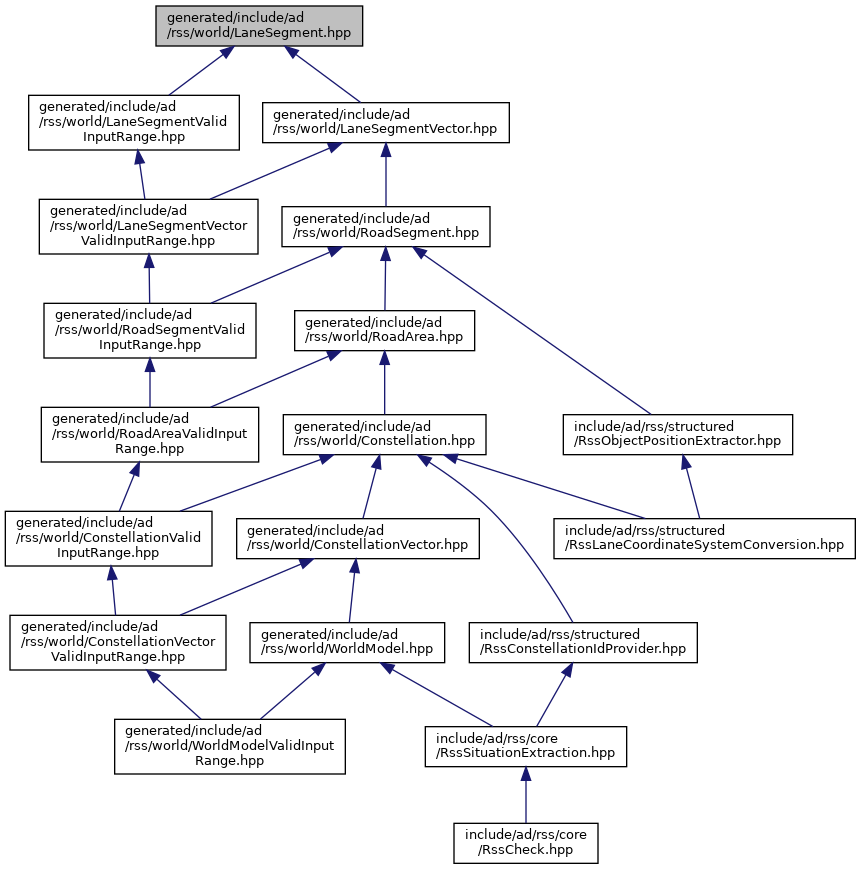 generated/include/ad
/rss/world/LaneSegment.hpp
generated/include/ad
/rss/world/LaneSegmentValid
InputRange.hpp
generated/include/ad
/rss/world/LaneSegmentVector.hpp
generated/include/ad
/rss/world/LaneSegmentVector
ValidInputRange.hpp
generated/include/ad
/rss/world/RoadSegment.hpp
generated/include/ad
/rss/world/RoadSegmentValid
InputRange.hpp
generated/include/ad
/rss/world/RoadArea.hpp
generated/include/ad
/rss/world/RoadAreaValidInput
Range.hpp
generated/include/ad
/rss/world/Constellation.hpp
include/ad/rss/structured
/RssObjectPositionExtractor.hpp
generated/include/ad
/rss/world/ConstellationValid
InputRange.hpp
generated/include/ad
/rss/world/ConstellationVector.hpp
include/ad/rss/structured
/RssLaneCoordinateSystemConversion.hpp
generated/include/ad
/rss/world/ConstellationVector
ValidInputRange.hpp
generated/include/ad
/rss/world/WorldModel.hpp
include/ad/rss/structured
/RssConstellationIdProvider.hpp
generated/include/ad
/rss/world/WorldModelValidInput
Range.hpp
include/ad/rss/core
/RssSituationExtraction.hpp
include/ad/rss/core
/RssCheck.hpp